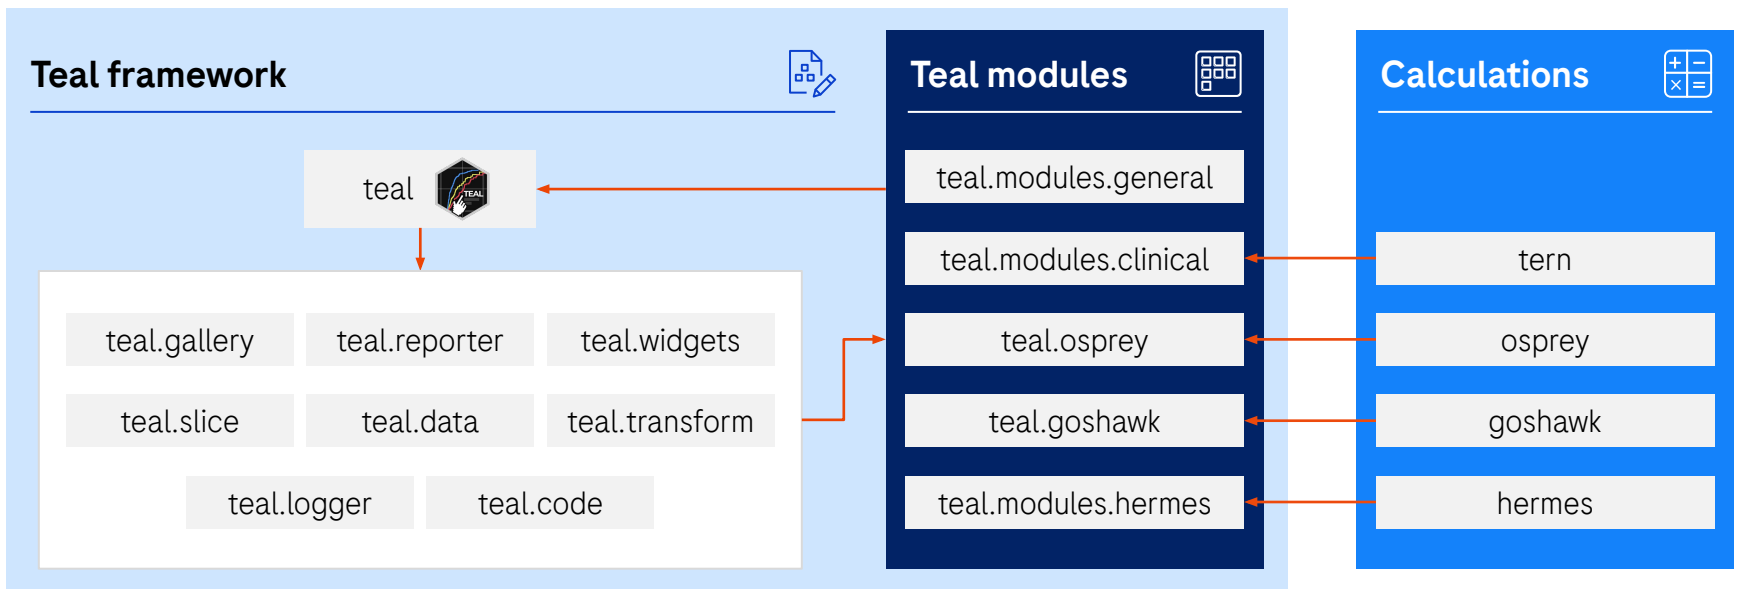 Teal framework
teal
TEAL
teal.gallery
teal.reporter
teal.widgets
teal.slice
teal.data
teal.transform
teal.logger
teal.code
Teal modules
teal.modules.general
teal.modules.clinical
teal.osprey
teal.goshawk
teal.modules.hermes
Calculations
tern
osprey
goshawk
hermes